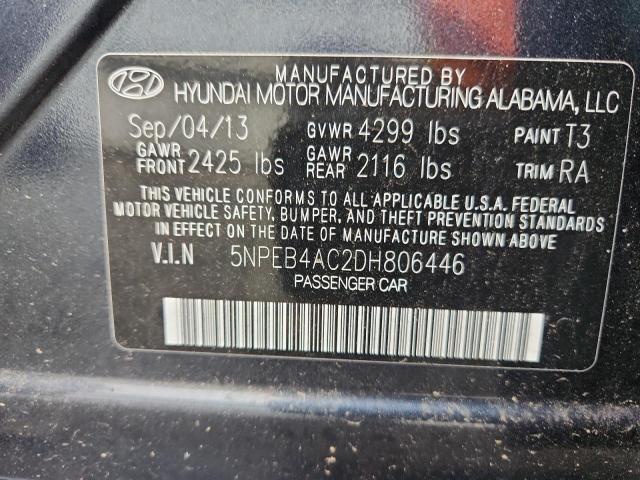 MANUFACTURED BY
HYUNDAI MOTOR MANUFACTURING ALABAMA, LLC
Sep/04/13 GVWR 4299 lbs PAINT T3
GAWR FRONT 2425 lbs GAWR REAR 2116 lbs TRIM RA
THIS VEHICLE CONFORMS TO ALL APPLICABLE U.S.A. FEDERAL
MOTOR VEHICLE SAFETY, BUMPER, AND THEFT PREVENTION STANDARDS
IN EFFECT ON THE DATE OF MANUFACTURE SHOWN ABOVE
V.I.N 5NPEB4AC2DH806446
PASSENGER CAR